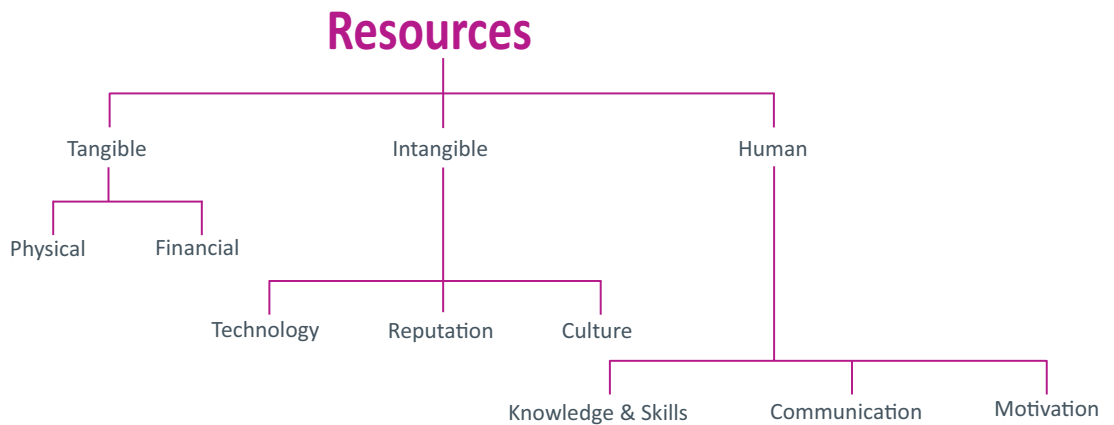 Resources
Tangible
Intangible
Human
Physical
Financial
Technology
Reputation
Culture
Knowledge & Skills
Communication
Motivation